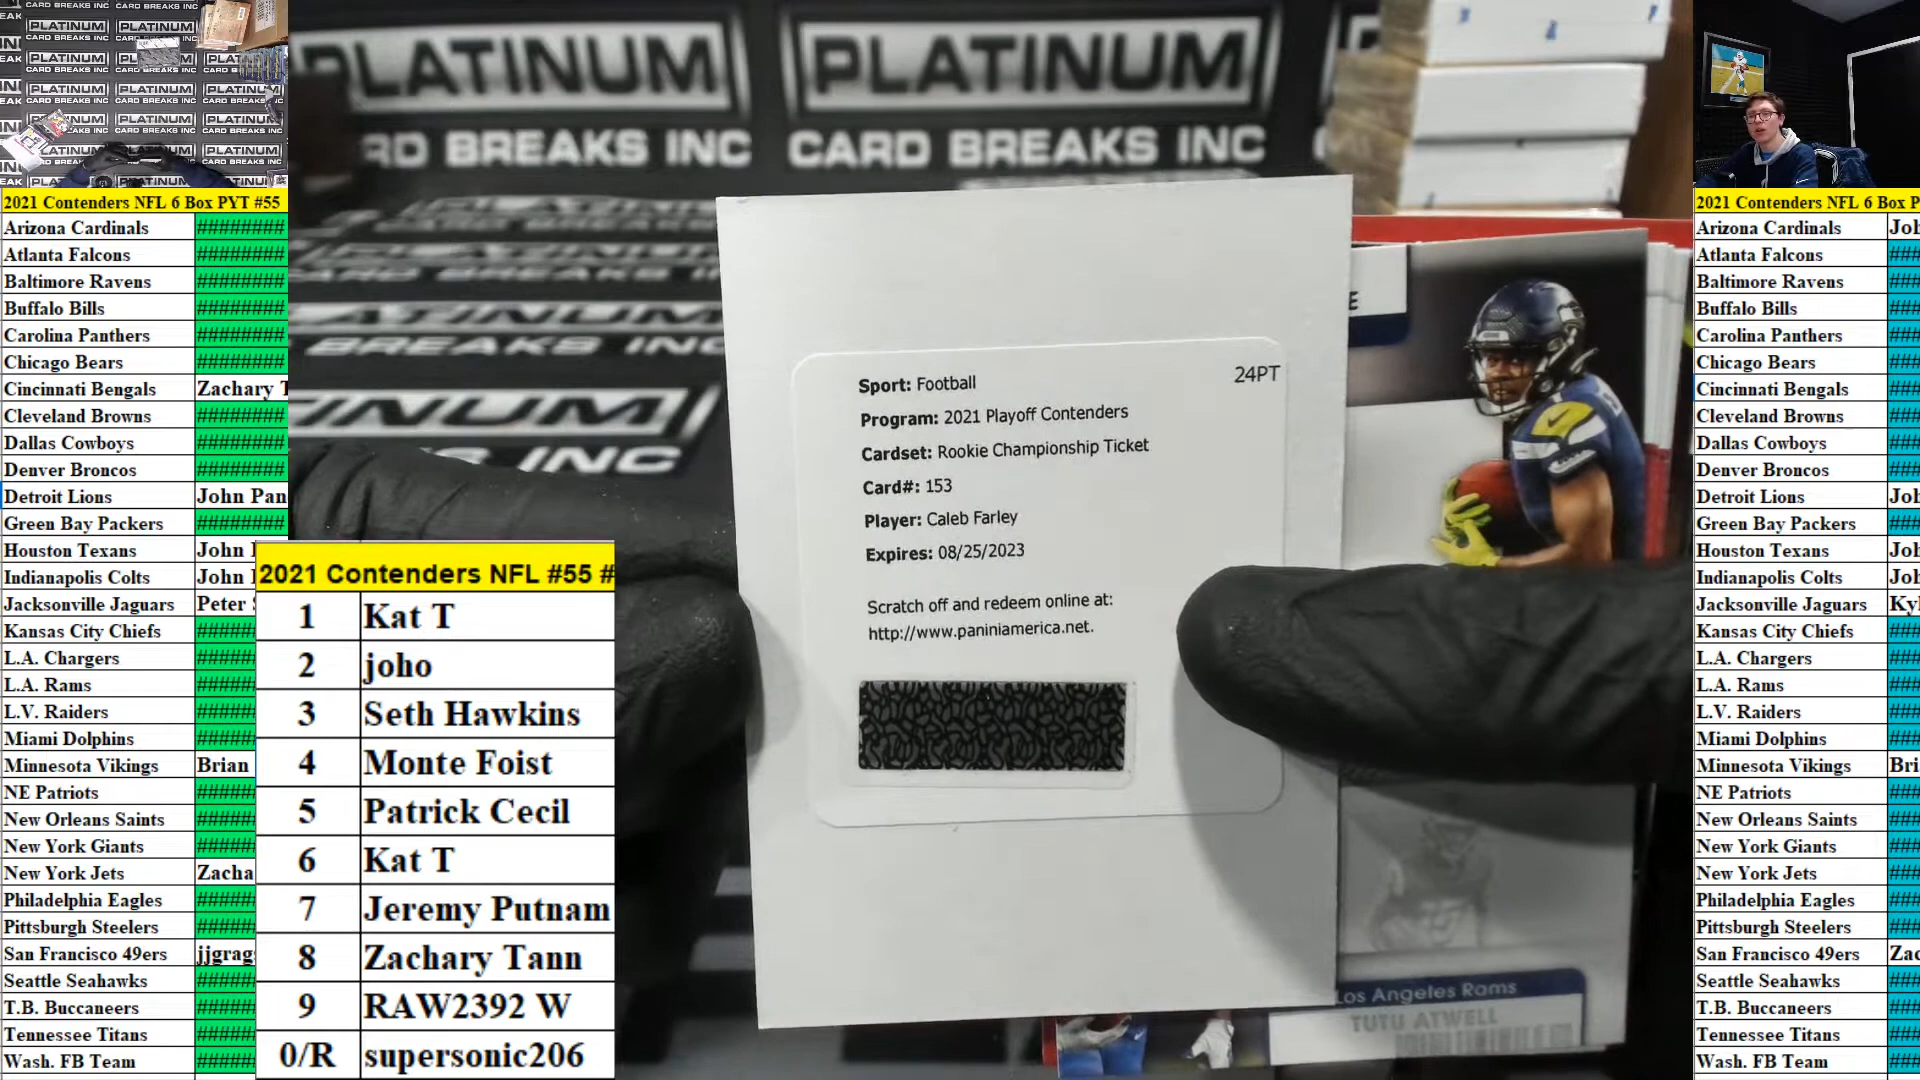 PLATINUM
CARD BREAKS INC
PLATINUM
CARD BREAKS INC
2021 Contenders NFL 6 Box PYT #55
Arizona Cardinals ########
Atlanta Falcons ########
Baltimore Ravens ########
Buffalo Bills ########
Carolina Panthers ########
Chicago Bears ########
Cincinnati Bengals Zachary T
Cleveland Browns ########
Dallas Cowboys ########
Denver Broncos ########
Detroit Lions John Pan
Green Bay Packers ########
Houston Texans John
Indianapolis Colts John
Jacksonville Jaguars Peter
Kansas City Chiefs #####
L.A. Chargers #####
L.A. Rams #####
L.V. Raiders #####
Miami Dolphins #####
Minnesota Vikings Brian
NE Patriots #####
New Orleans Saints #####
New York Giants #####
New York Jets Zacha
Philadelphia Eagles #####
Pittsburgh Steelers #####
San Francisco 49ers jjgrag
Seattle Seahawks #####
T.B. Buccaneers #####
Tennessee Titans #####
Wash. FB Team #####
2021 Contenders NFL #55 #
1 Kat T
2 joho
3 Seth Hawkins
4 Monte Foist
5 Patrick Cecil
6 Kat T
7 Jeremy Putnam
8 Zachary Tann
9 RAW2392 W
0/R supersonic206
24PT
Sport: Football
Program: 2021 Playoff Contenders
Cardset: Rookie Championship Ticket
Card#: 153
Player: Caleb Farley
Expires: 08/25/2023
Scratch off and redeem online at:
http://www.paniniamerica.net.
Los Angeles Rams
TUTU ATWELL
2021 Contenders NFL 6 Box P
Arizona Cardinals Joh
Atlanta Falcons ###
Baltimore Ravens ###
Buffalo Bills ###
Carolina Panthers ###
Chicago Bears ###
Cincinnati Bengals ###
Cleveland Browns ###
Dallas Cowboys ###
Denver Broncos ###
Detroit Lions Joh
Green Bay Packers ###
Houston Texans Joh
Indianapolis Colts Joh
Jacksonville Jaguars Kyl
Kansas City Chiefs ###
L.A. Chargers ###
L.A. Rams ###
L.V. Raiders ###
Miami Dolphins ###
Minnesota Vikings Bri
NE Patriots ###
New Orleans Saints ###
New York Giants ###
New York Jets ###
Philadelphia Eagles ###
Pittsburgh Steelers ###
San Francisco 49ers Zac
Seattle Seahawks ###
T.B. Buccaneers ###
Tennessee Titans ###
Wash. FB Team ###